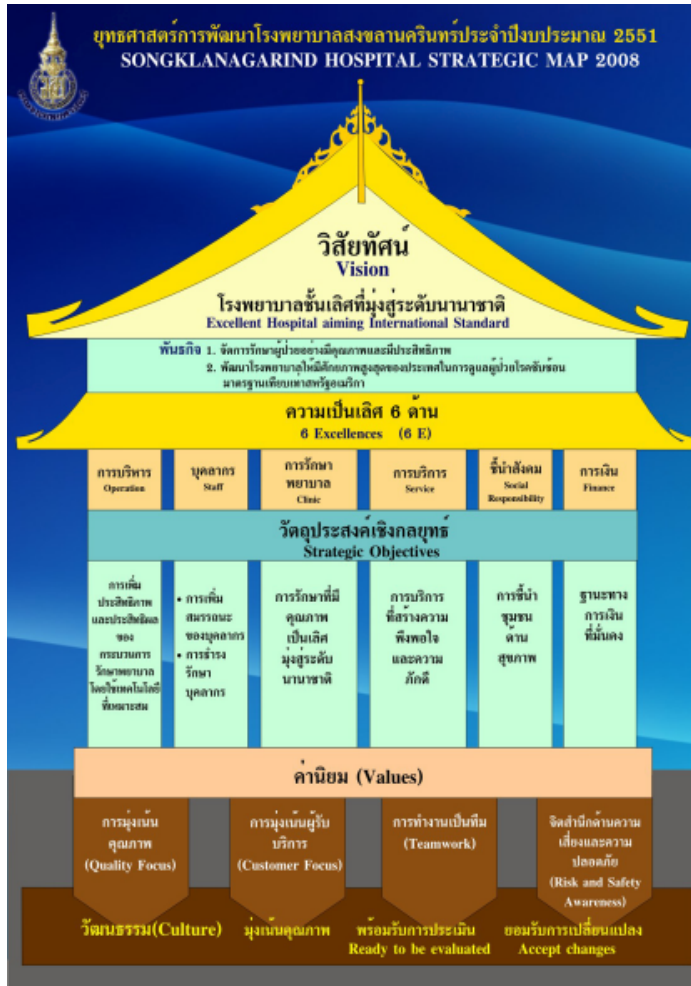 ยุทธศาสตร์การพัฒนาโรงพยาบาลสงขลานครินทร์ประจำปีงบประมาณ 2551
SONGKLANAGARIND HOSPITAL STRATEGIC MAP 2008
วิสัยทัศน์
Vision
โรงพยาบาลชั้นเลิศที่มุ่งสู่ระดับนานาชาติ
Excellent Hospital aiming International Standard
พันธกิจ 1. จัดการรักษาผู้ป่วยอย่างมีคุณภาพและมีประสิทธิภาพ
2. พัฒนาโรงพยาบาลให้มีศักยภาพสูงสุดของประเทศในการดูแลผู้ป่วยโรคซับซ้อน
มาตรฐานเทียบเท่าสหรัฐอเมริกา
ความเป็นเลิศ 6 ด้าน
6 Excellences (6 E)
การบริหาร
Operation
บุคลากร
Staff
การรักษา
พยาบาล
Clinic
การบริการ
Service
ชี้นำสังคม
Social
Responsibility
การเงิน
Finance
วัตถุประสงค์เชิงกลยุทธ์
Strategic Objectives
การเพิ่ม
ประสิทธิภาพ
และประสิทธิผล
ของ
กระบวนการ
รักษาพยาบาล
โดยใช้เทคโนโลยี
ที่เหมาะสม
• การเพิ่ม
สมรรถนะ
ของบุคลากร
• การธำรง
รักษา
บุคลากร
การรักษาที่มี
คุณภาพ
เป็นเลิศ
มุ่งสู่ระดับ
นานาชาติ
การบริการ
ที่สร้างความ
พึงพอใจ
และความ
ภักดี
การชี้นำ
ชุมชน
ด้าน
สุขภาพ
ฐานะทาง
การเงิน
ที่มั่นคง
ค่านิยม (Values)
การมุ่งเน้น
คุณภาพ
(Quality Focus)
การมุ่งเน้นผู้รับ
บริการ
(Customer Focus)
การทำงานเป็นทีม
(Teamwork)
จิตสำนึกด้านความ
เสี่ยงและความ
ปลอดภัย
(Risk and Safety
Awareness)
วัฒนธรรม(Culture) มุ่งเน้นคุณภาพ พร้อมรับการประเมิน ยอมรับการเปลี่ยนแปลง
Ready to be evaluated Accept changes